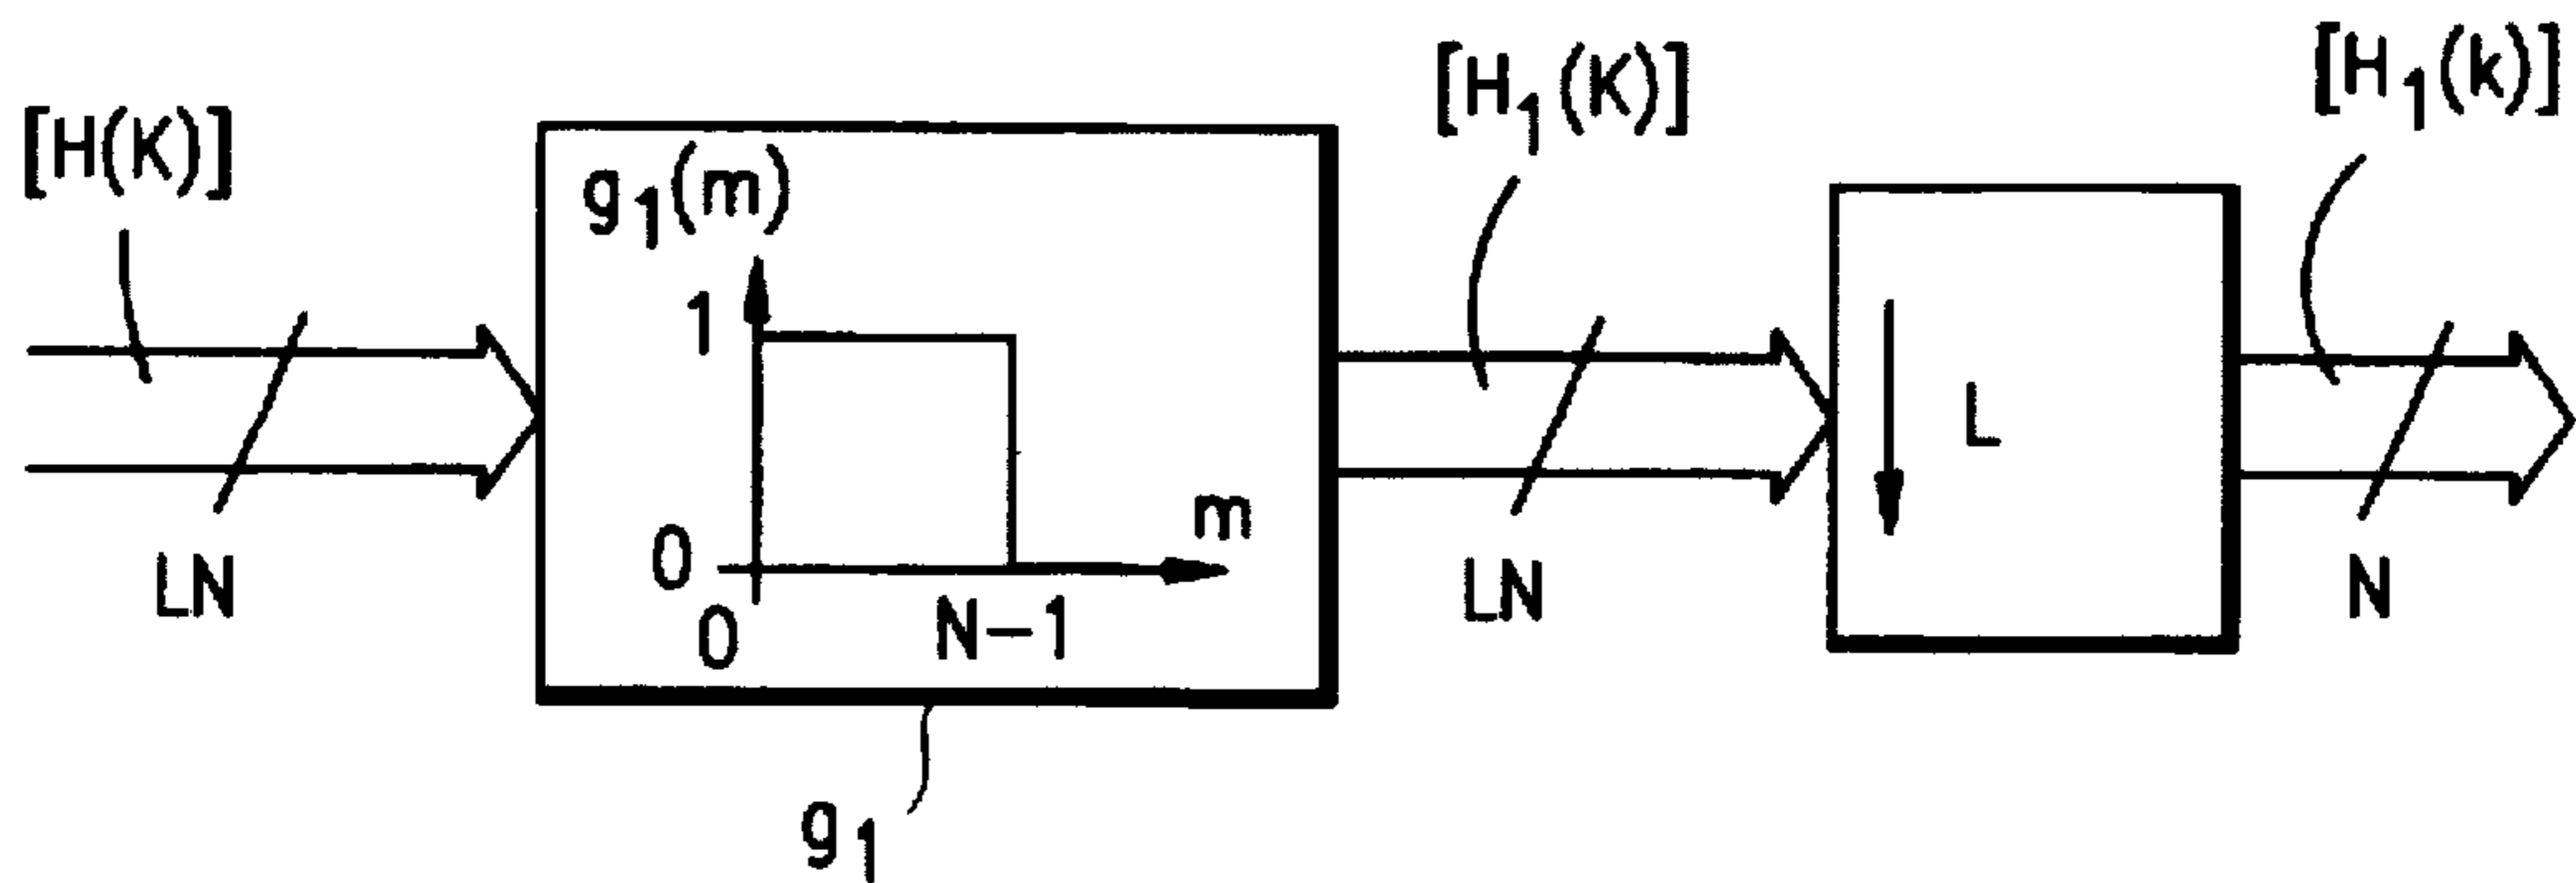 [H(K)]
LN
g₁(m)
1
0
0
N-1
m
g₁
[H₁(K)]
LN
L
[H₁(k)]
N